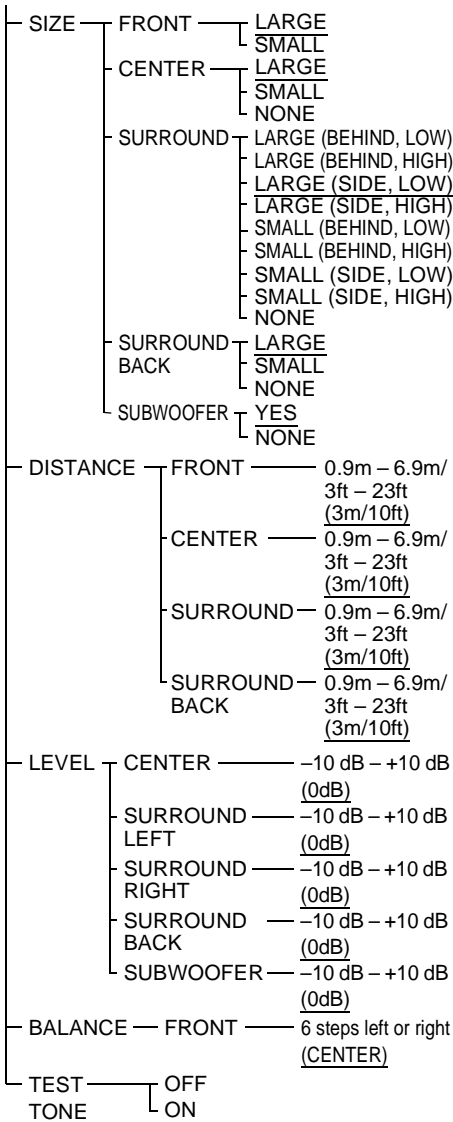 SIZE FRONT LARGE
SMALL
CENTER LARGE
SMALL
NONE
SURROUND LARGE (BEHIND, LOW)
LARGE (BEHIND, HIGH)
LARGE (SIDE, LOW)
LARGE (SIDE, HIGH)
SMALL (BEHIND, LOW)
SMALL (BEHIND, HIGH)
SMALL (SIDE, LOW)
SMALL (SIDE, HIGH)
NONE
SURROUND LARGE
BACK SMALL
NONE
SUBWOOFER YES
NONE
DISTANCE FRONT 0.9m – 6.9m/
3ft – 23ft
(3m/10ft)
CENTER 0.9m – 6.9m/
3ft – 23ft
(3m/10ft)
SURROUND 0.9m – 6.9m/
3ft – 23ft
(3m/10ft)
SURROUND 0.9m – 6.9m/
BACK 3ft – 23ft
(3m/10ft)
LEVEL CENTER –10 dB – +10 dB
(0dB)
SURROUND –10 dB – +10 dB
LEFT (0dB)
SURROUND –10 dB – +10 dB
RIGHT (0dB)
SURROUND –10 dB – +10 dB
BACK (0dB)
SUBWOOFER –10 dB – +10 dB
(0dB)
BALANCE FRONT 6 steps left or right
(CENTER)
TEST OFF
TONE ON